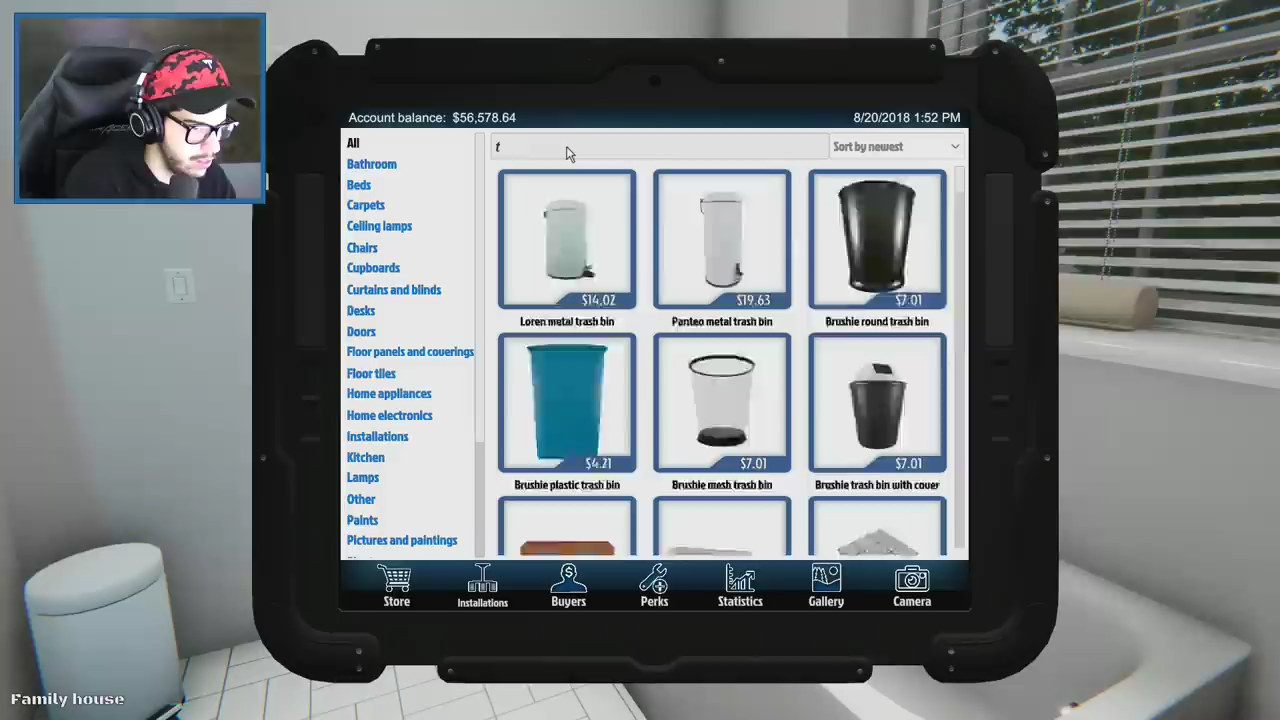 Account balance: $56,578.64
8/20/2018 1:52 PM
All
t
Sort by newest
Bathroom
Beds
Carpets
Ceiling lamps
Chairs
Cupboards
Curtains and blinds
Desks
Doors
Floor panels and coverings
Floor tiles
Home appliances
Home electronics
Installations
Kitchen
Lamps
Other
Paints
Pictures and paintings
$14,02
$19,63
$7.01
Loren metal trash bin
Panteo metal trash bin
Brushie round trash bin
$4.21
$7.01
$7.01
Brushie plastic trash bin
Brushie mesh trash bin
Brushie trash bin with cover
Store
Installations
Buyers
Perks
Statistics
Gallery
Camera
Family house